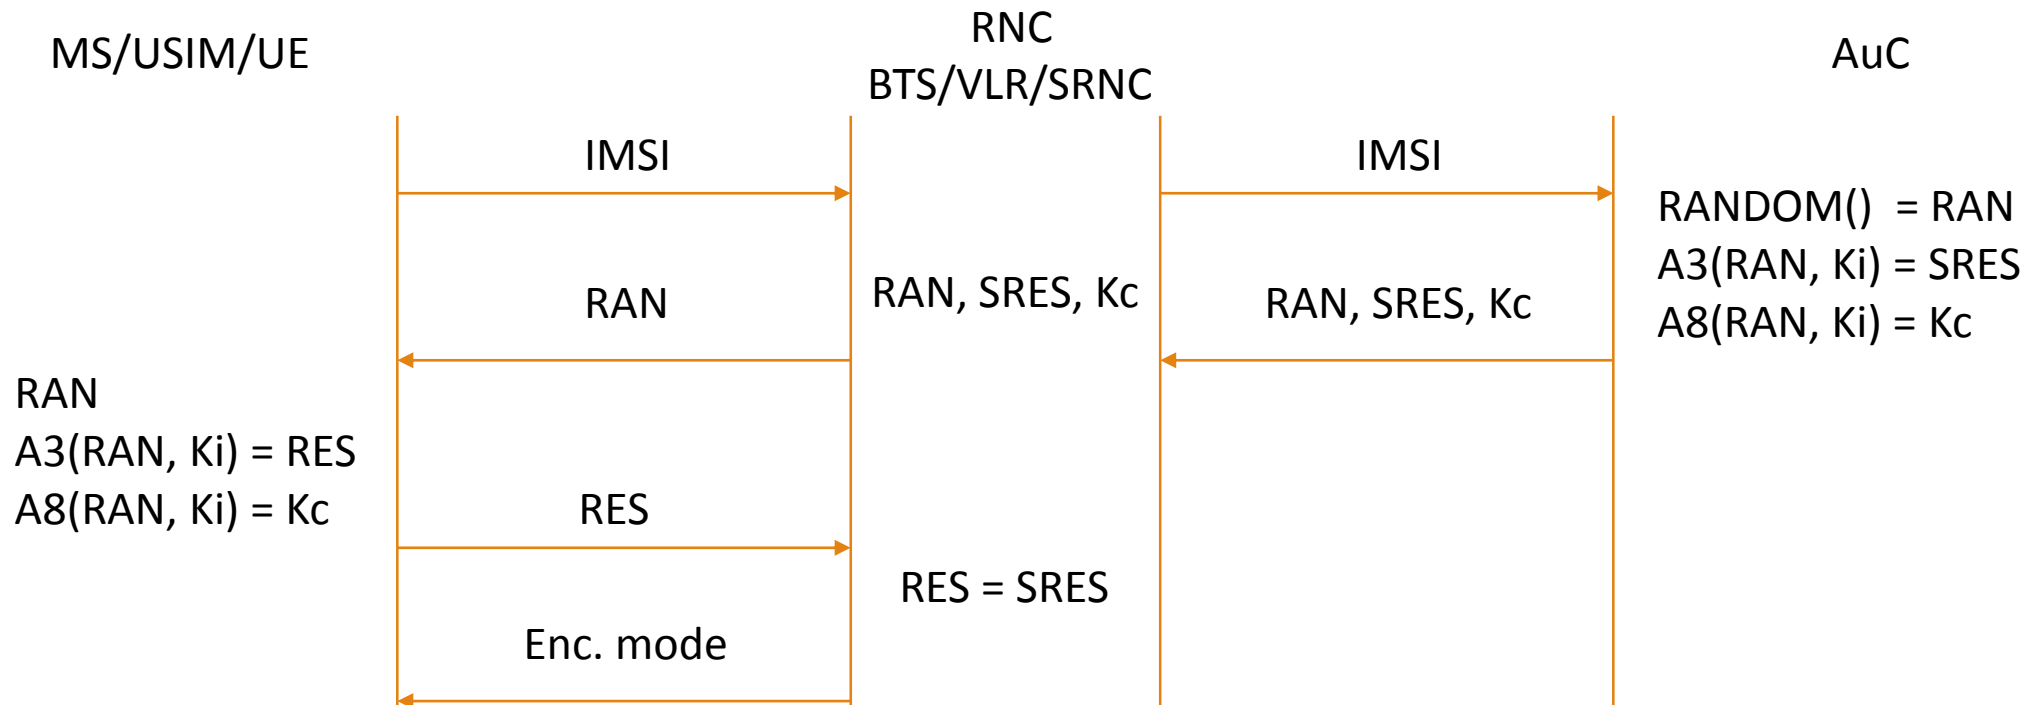 MS/USIM/UE
RNC
BTS/VLR/SRNC
AuC
IMSI
IMSI
RANDOM()  = RAN
A3(RAN, Ki) = SRES
A8(RAN, Ki) = Kc
RAN
RAN, SRES, Kc
RAN, SRES, Kc
RAN
A3(RAN, Ki) = RES
A8(RAN, Ki) = Kc
RES
RES = SRES
Enc. mode